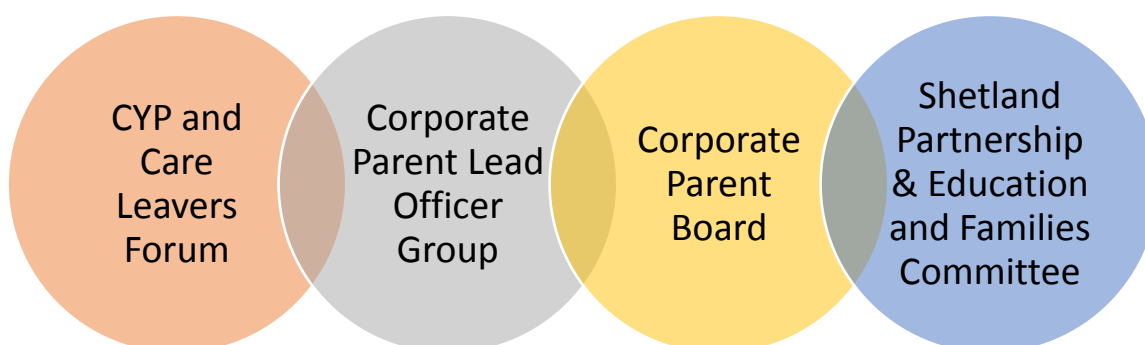 CYP and
Care
Leavers
Forum
Corporate
Parent Lead
Officer
Group
Corporate
Parent
Board
Shetland
Partnership
& Education
and Families
Committee